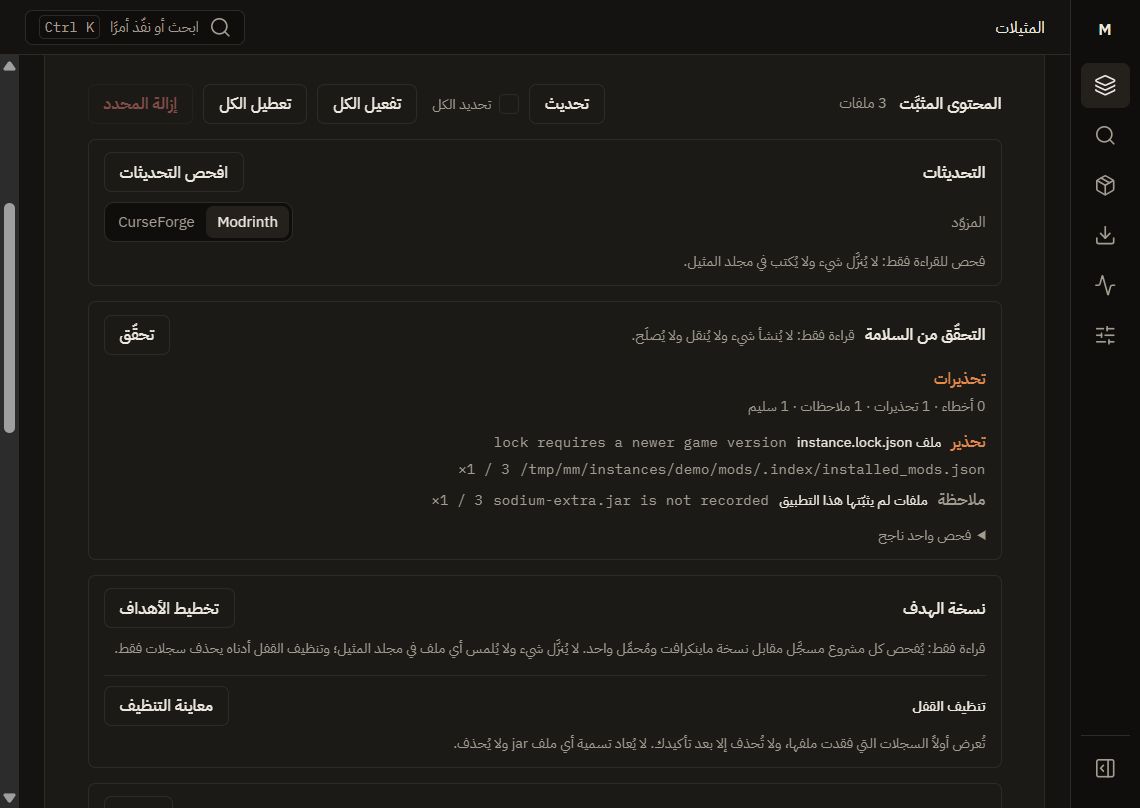 M
المثيلات
ابحث أو نفّذ أمرًا Ctrl K
المحتوى المثبَّت 3 ملفات
تحديث
تحديد الكل
تفعيل الكل
تعطيل الكل
إزالة المحدد
التحديثات
افحص التحديثات
المزوّد
Modrinth
CurseForge
فحص للقراءة فقط: لا يُنزَّل شيء ولا يُكتب في مجلد المثيل.
التحقّق من السلامة قراءة فقط: لا يُنشأ شيء ولا يُنقل ولا يُصلَح.
تحقّق
تحذيرات
0 أخطاء · 1 تحذيرات · 1 ملاحظات · 1 سليم
تحذير ملف instance.lock.json lock requires a newer game version
/tmp/mm/instances/demo/mods/.index/installed_mods.json 3 / 1×
ملاحظة ملفات لم يثبّتها هذا التطبيق sodium-extra.jar is not recorded 3 / 1×
فحص واحد ناجح
نسخة الهدف
تخطيط الأهداف
قراءة فقط: يُفحص كل مشروع مسجَّل مقابل نسخة ماينكرافت ومُحمِّل واحد. لا يُنزَّل شيء ولا يُلمس أي ملف في مجلد المثيل؛ وتنظيف القفل أدناه يحذف سجلات فقط.
تنظيف القفل
معاينة التنظيف
تُعرض أولاً السجلات التي فقدت ملفها، ولا تُحذف إلا بعد تأكيدك. لا يُعاد تسمية أي ملف jar ولا يُحذف.